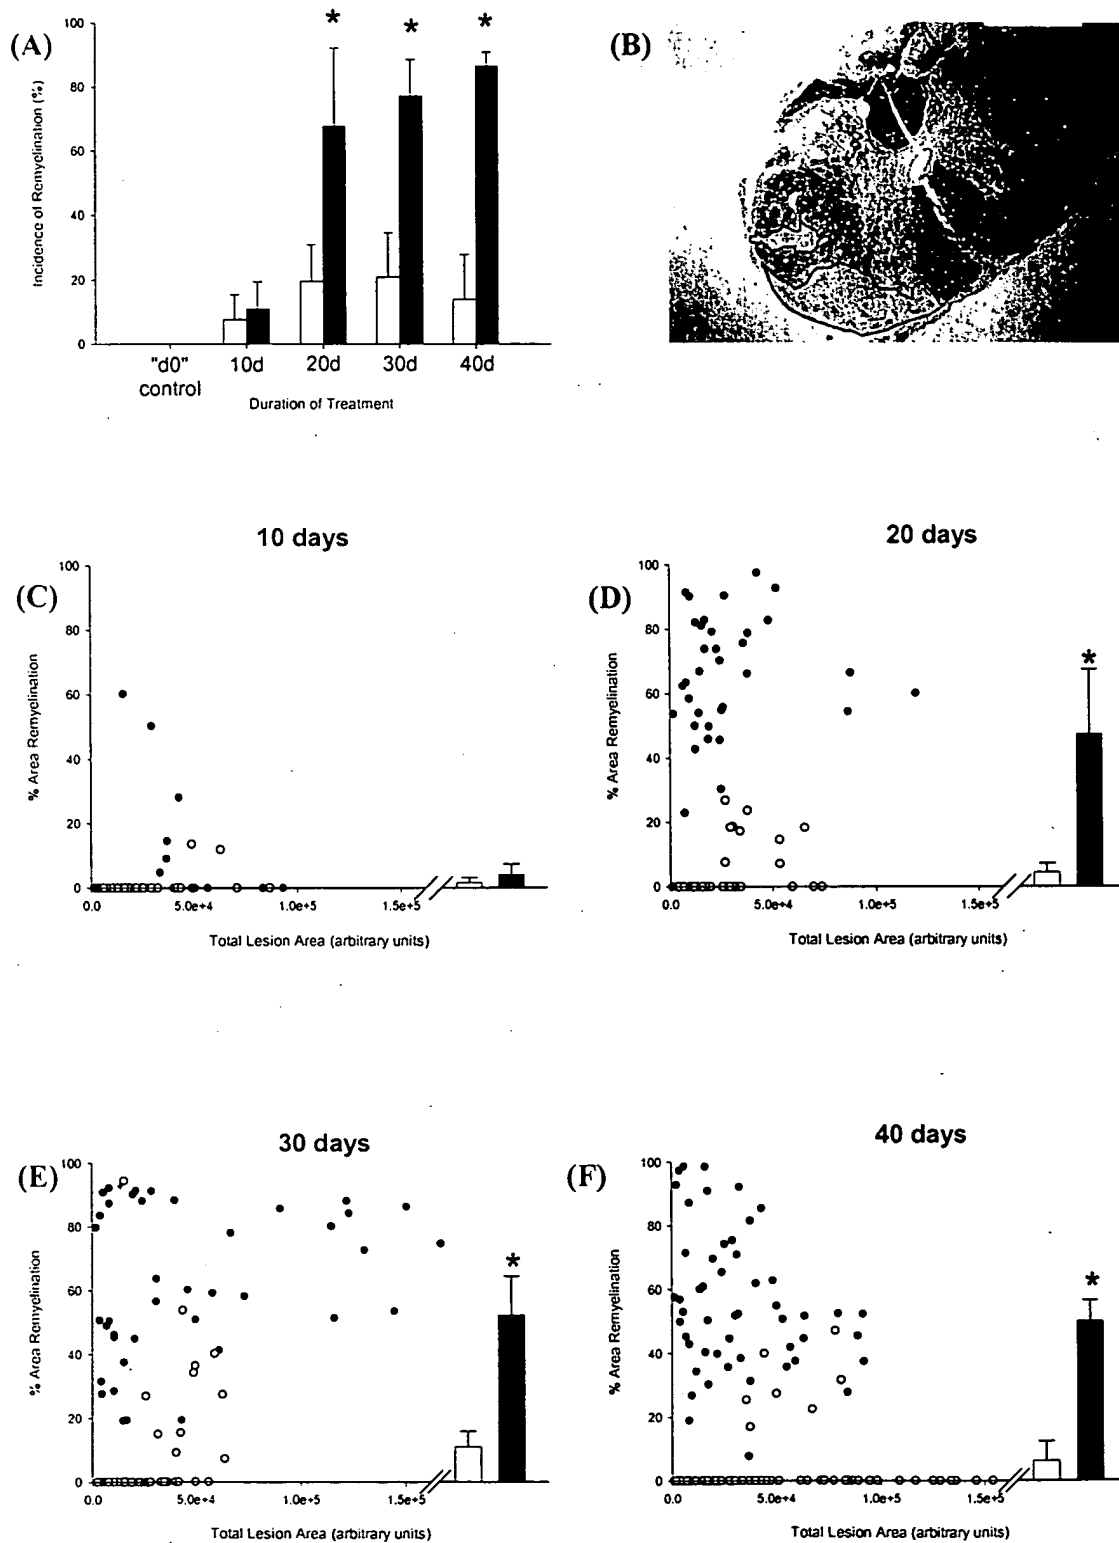 (A)
*
*
*
100
80
60
40
20
0
Incidence of Remyelination (%)
"d0" control
10d
20d
30d
40d
Duration of Treatment
(B)
(C)
10 days
100
80
60
40
20
0
% Area Remyelination
0.0
5.0e+4
1.0e+5
1.5e+5
Total Lesion Area (arbitrary units)
(D)
20 days
100
80
60
40
20
0
% Area Remyelination
*
0.0
5.0e+4
1.0e+5
1.5e+5
Total Lesion Area (arbitrary units)
(E)
30 days
100
80
60
40
20
0
% Area Remyelination
*
0.0
5.0e+4
1.0e+5
1.5e+5
Total Lesion Area (arbitrary units)
(F)
40 days
100
80
60
40
20
0
% Area Remyelination
*
0.0
5.0e+4
1.0e+5
1.5e+5
Total Lesion Area (arbitrary units)